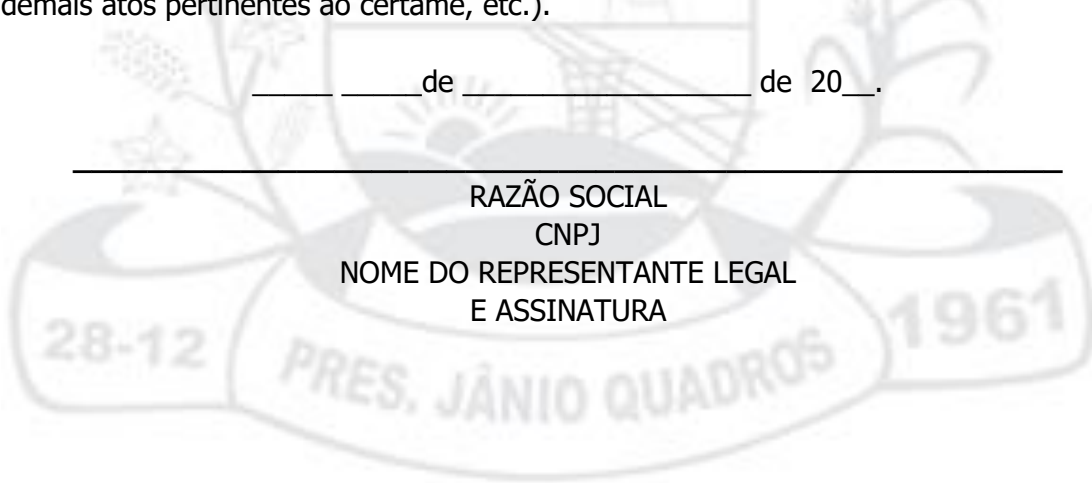 demais atos pertinentes ao certame, etc.).
_____ _____de __________________ de 20__.
RAZÃO SOCIAL
CNPJ
NOME DO REPRESENTANTE LEGAL
E ASSINATURA
28-12 PRES. JÂNIO QUADROS 1961